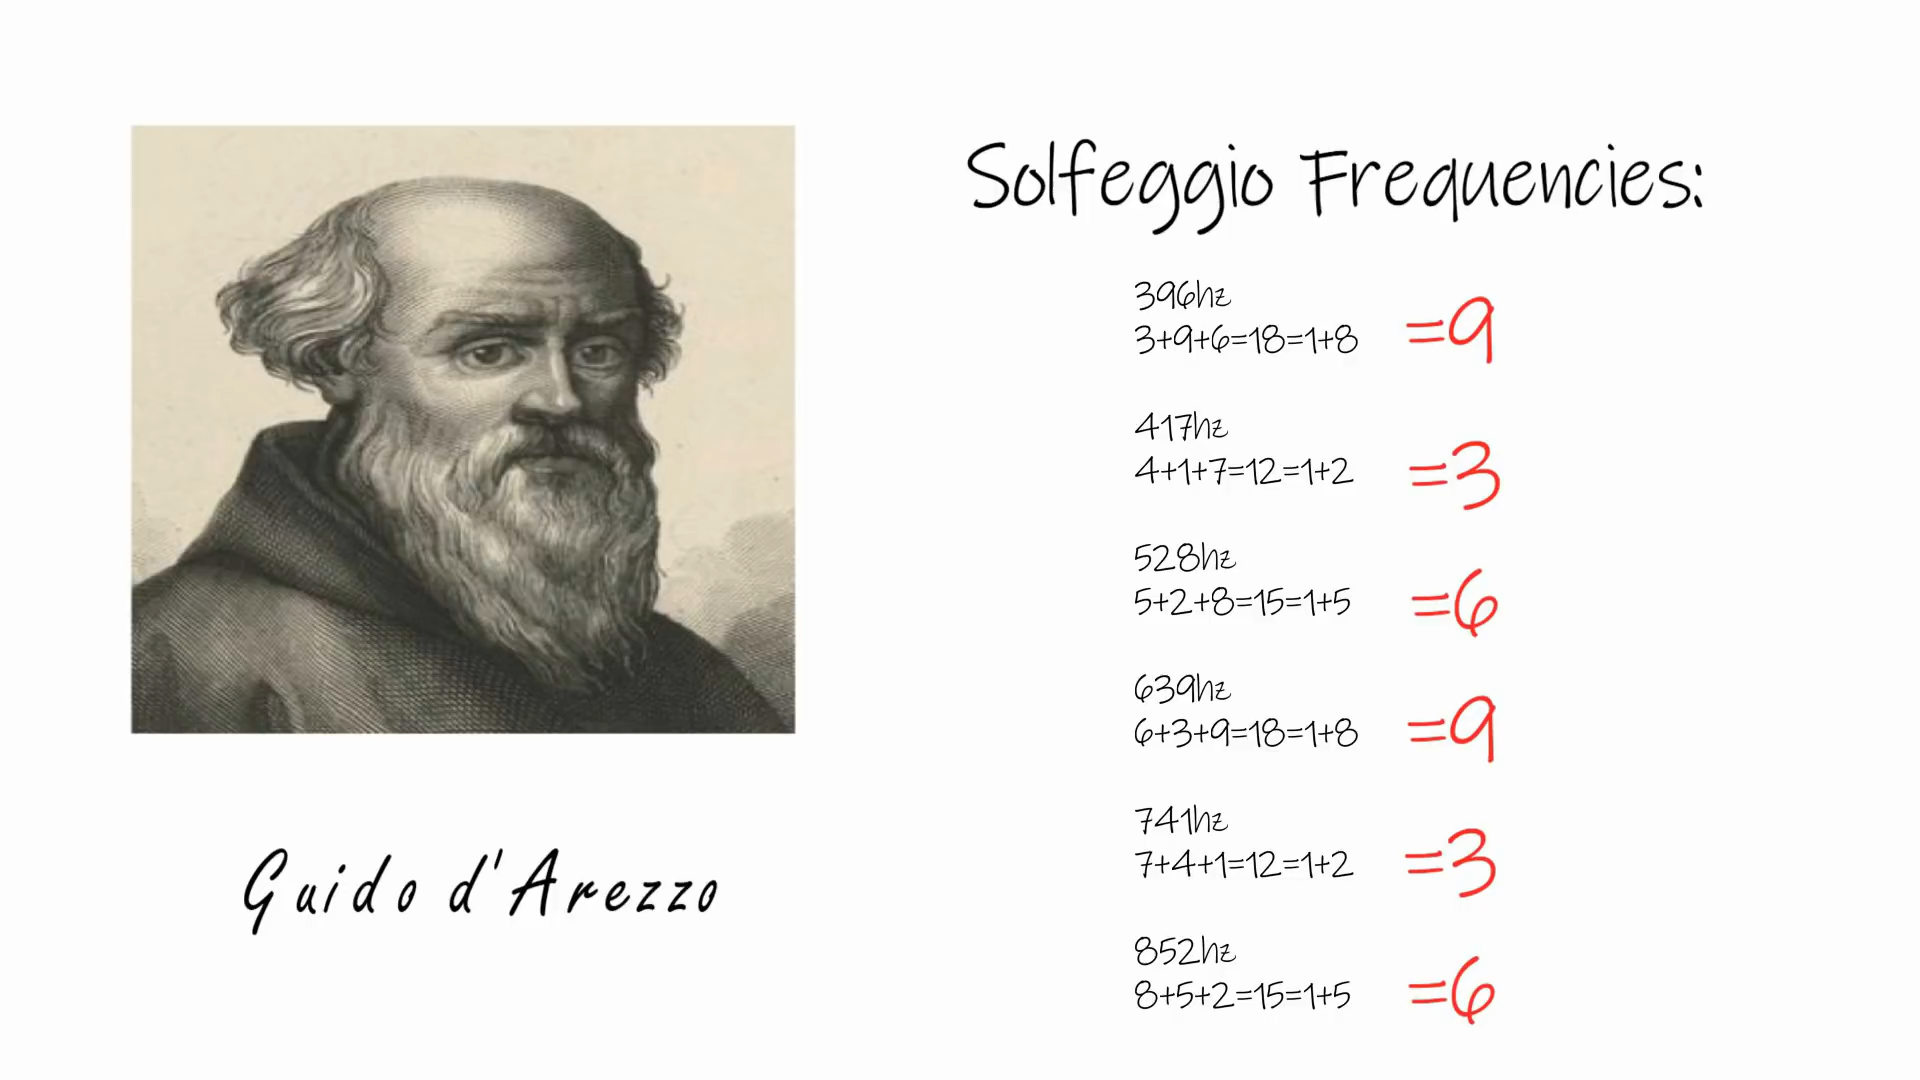 Solfeggio Frequencies:
396hz
3+9+6=18=1+8 =9
417hz
4+1+7=12=1+2 =3
528hz
5+2+8=15=1+5 =6
639hz
6+3+9=18=1+8 =9
741hz
7+4+1=12=1+2 =3
852hz
8+5+2=15=1+5 =6
Guido d'Arezzo